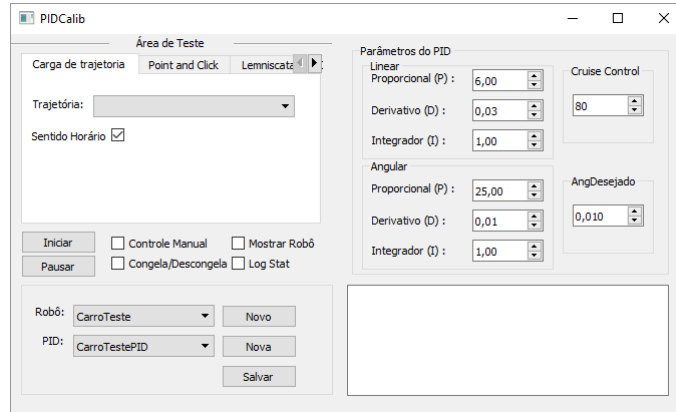 PIDCalib
Área de Teste
Carga de trajetoria
Point and Click
Lemniscata
Trajetória:
Sentido Horário
Iniciar
Controle Manual
Mostrar Robô
Pausar
Congela/Descongela
Log Stat
Robô:
CarroTeste
Novo
PID:
CarroTestePID
Nova
Salvar
Parâmetros do PID
Linear
Proporcional (P) :
6,00
Derivativo (D) :
0,03
Integrador (I) :
1,00
Cruise Control
80
Angular
Proporcional (P) :
25,00
Derivativo (D) :
0,01
Integrador (I) :
1,00
AngDesejado
0,010